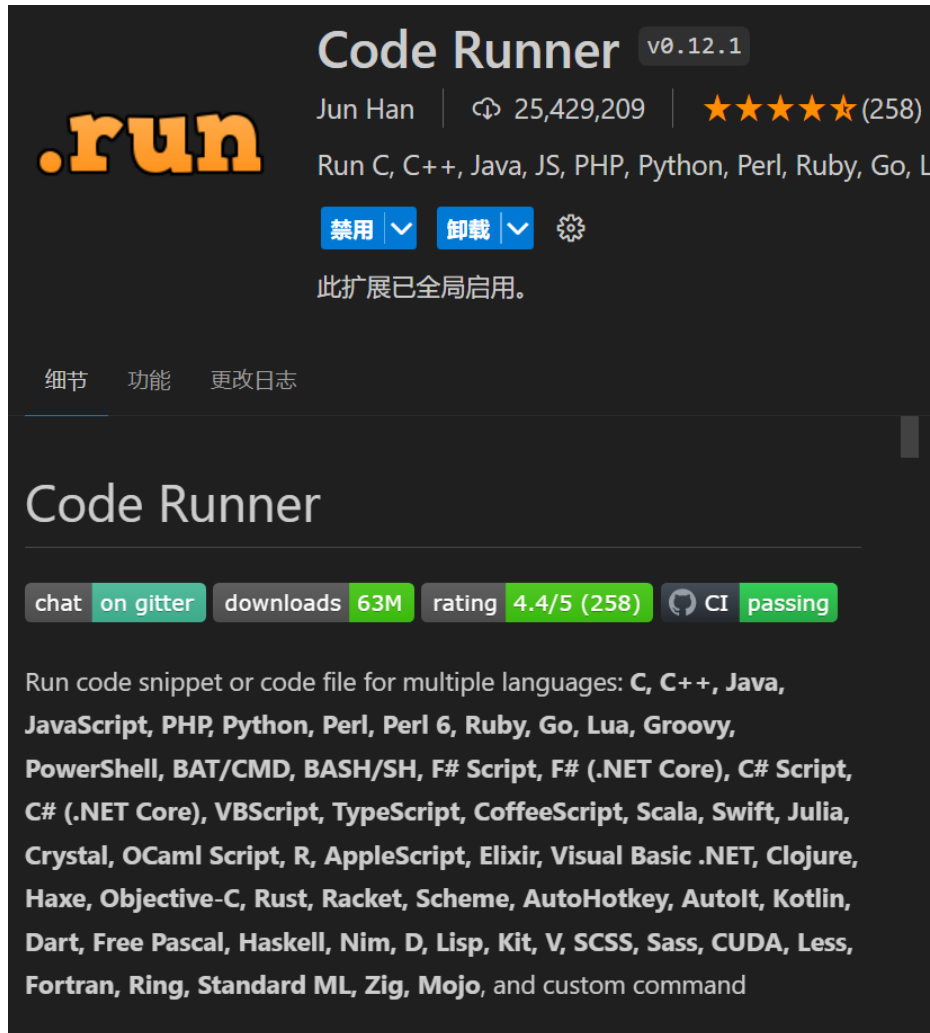 Code Runner v0.12.1
.run
Jun Han 25,429,209 (258)
Run C, C++, Java, JS, PHP, Python, Perl, Ruby, Go, L
禁用 卸载
此扩展已全局启用。
细节 功能 更改日志
Code Runner
chat on gitter downloads 63M rating 4.4/5 (258) CI passing
Run code snippet or code file for multiple languages: C, C++, Java,
JavaScript, PHP, Python, Perl, Perl 6, Ruby, Go, Lua, Groovy,
PowerShell, BAT/CMD, BASH/SH, F# Script, F# (.NET Core), C# Script,
C# (.NET Core), VBScript, TypeScript, CoffeeScript, Scala, Swift, Julia,
Crystal, OCaml Script, R, AppleScript, Elixir, Visual Basic .NET, Clojure,
Haxe, Objective-C, Rust, Racket, Scheme, AutoHotkey, AutoIt, Kotlin,
Dart, Free Pascal, Haskell, Nim, D, Lisp, Kit, V, SCSS, Sass, CUDA, Less,
Fortran, Ring, Standard ML, Zig, Mojo, and custom command